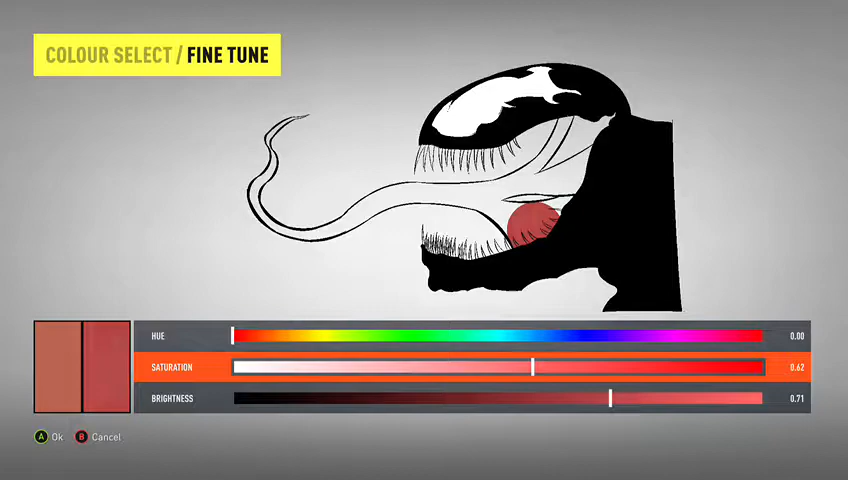 COLOUR SELECT / FINE TUNE
HUE 0.00
SATURATION 0.62
BRIGHTNESS 0.71
A Ok B Cancel